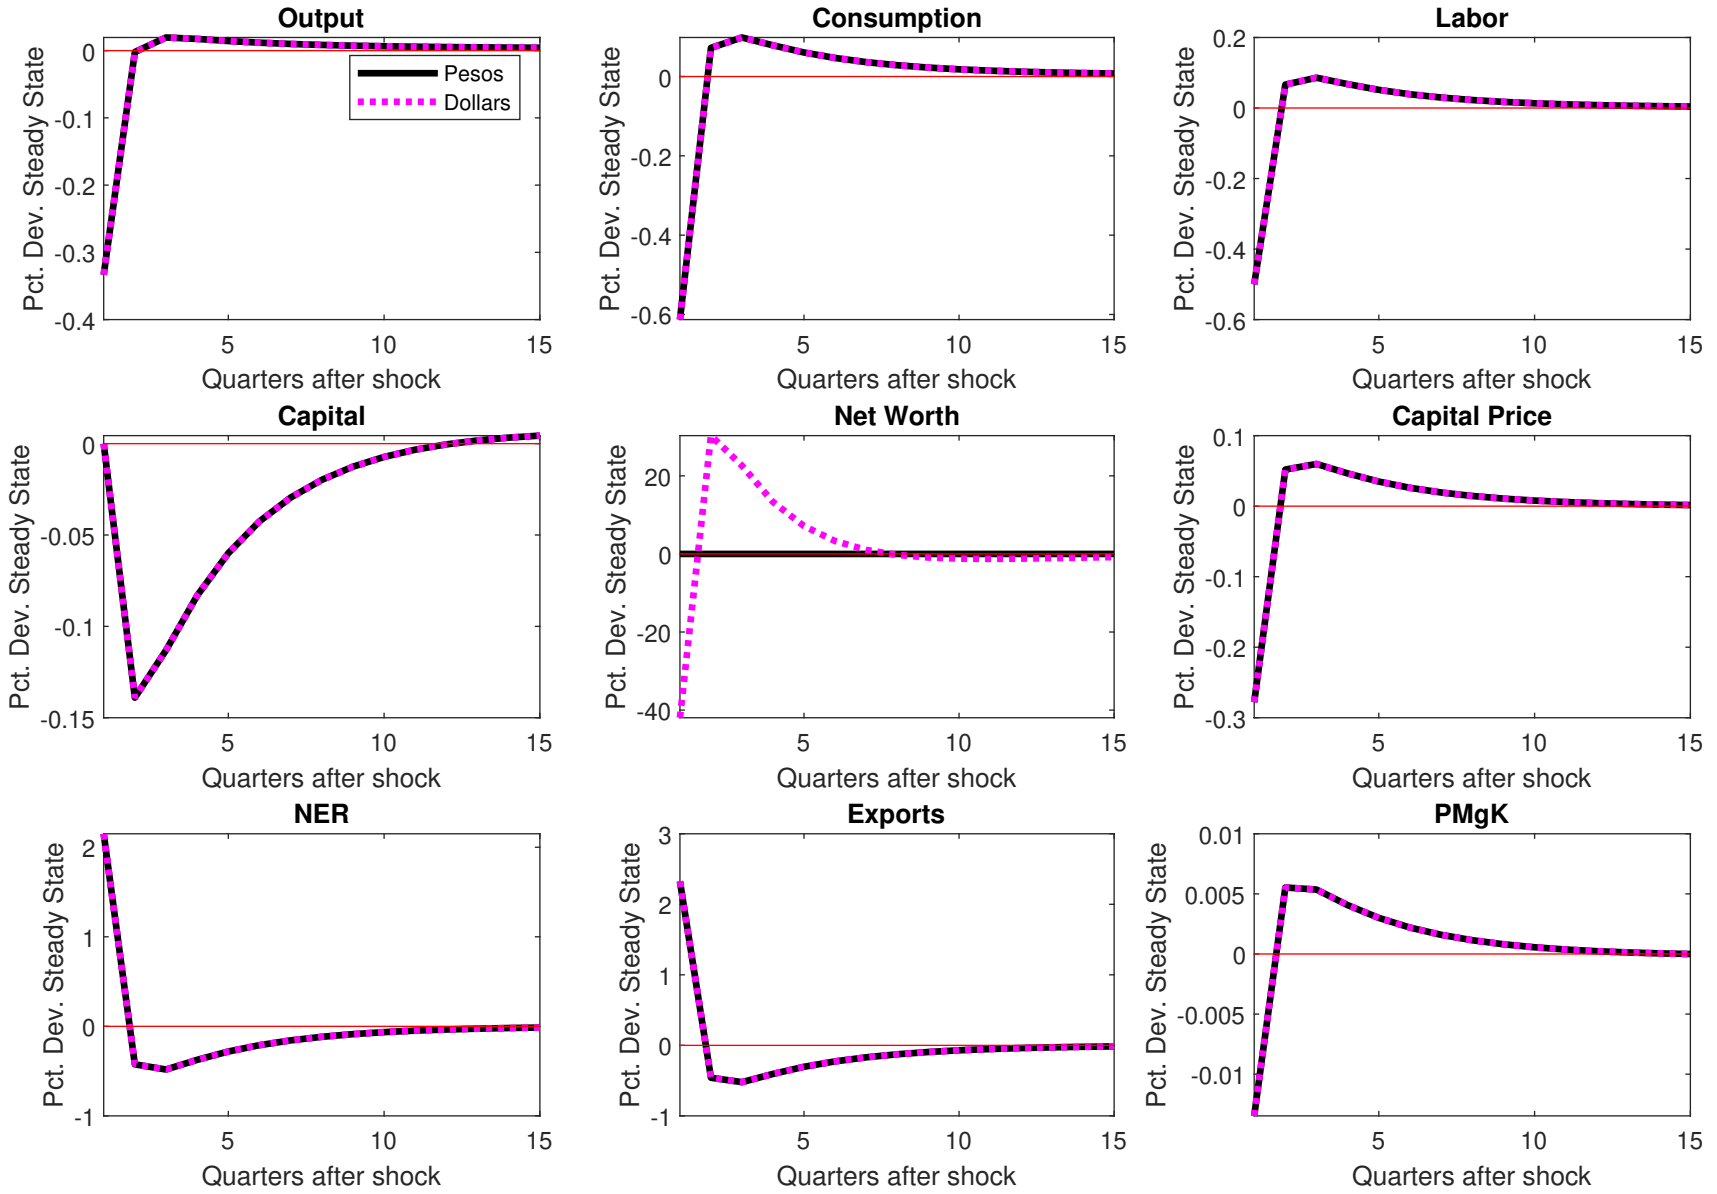 Output
Pct. Dev. Steady State
0
-0.1
-0.2
-0.3
-0.4
Pesos
Dollars
5
10
15
Quarters after shock
Consumption
Pct. Dev. Steady State
0
-0.2
-0.4
-0.6
5
10
15
Quarters after shock
Labor
Pct. Dev. Steady State
0.2
0
-0.2
-0.4
-0.6
5
10
15
Quarters after shock
Capital
Pct. Dev. Steady State
0
-0.05
-0.1
-0.15
5
10
15
Quarters after shock
Net Worth
Pct. Dev. Steady State
20
0
-20
-40
5
10
15
Quarters after shock
Capital Price
Pct. Dev. Steady State
0.1
0
-0.1
-0.2
-0.3
5
10
15
Quarters after shock
NER
Pct. Dev. Steady State
2
1
0
-1
5
10
15
Quarters after shock
Exports
Pct. Dev. Steady State
3
2
1
0
-1
5
10
15
Quarters after shock
PMgK
Pct. Dev. Steady State
0.01
0.005
0
-0.005
-0.01
5
10
15
Quarters after shock